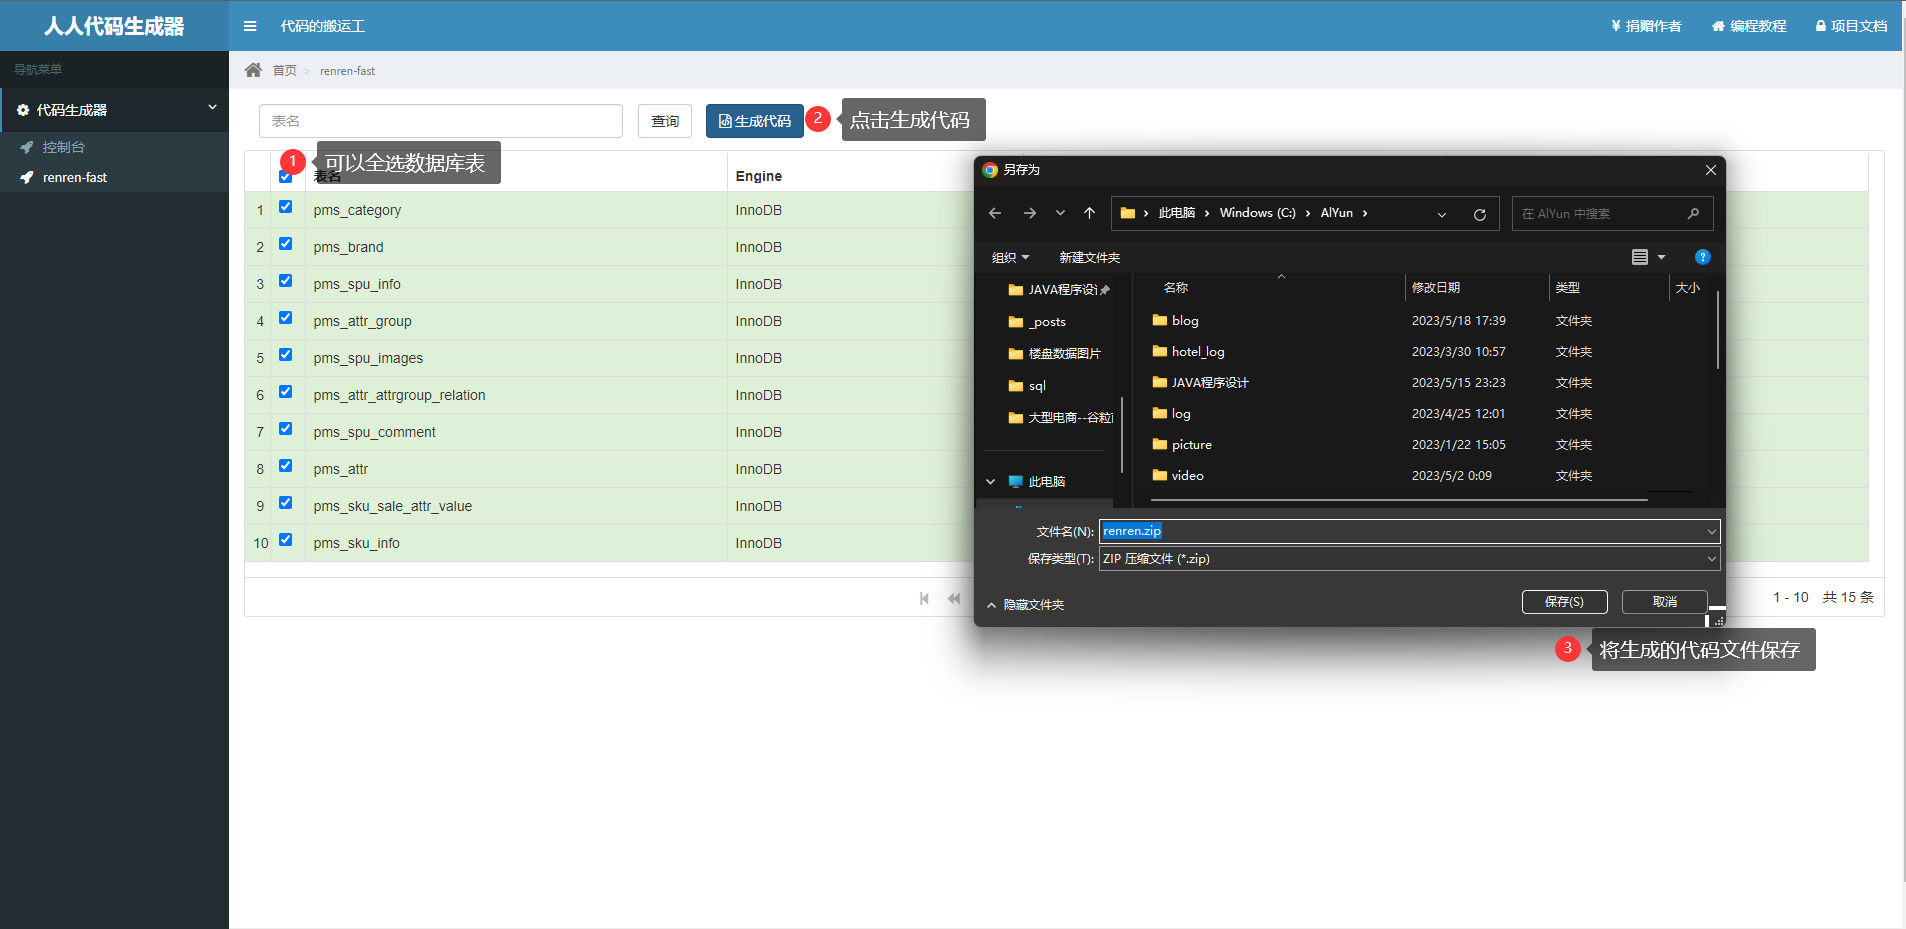 人人代码生成器
代码的搬运工
¥ 捐赠作者
编程教程
项目文档
导航菜单
首页 > renren-fast
代码生成器
控制台
renren-fast
表名
查询
生成代码
2
点击生成代码
1
可以全选数据库表
表名
Engine
1 pms_category InnoDB
2 pms_brand InnoDB
3 pms_spu_info InnoDB
4 pms_attr_group InnoDB
5 pms_spu_images InnoDB
6 pms_attr_attrgroup_relation InnoDB
7 pms_spu_comment InnoDB
8 pms_attr InnoDB
9 pms_sku_sale_attr_value InnoDB
10 pms_sku_info InnoDB
1 - 10 共 15 条
另存为
此电脑 › Windows (C:) › AlYun ›
在 AlYun 中搜索
组织
新建文件夹
?
JAVA程序设计
_posts
楼盘数据图片
sql
大型电商--谷粒
此电脑
名称 修改日期 类型 大小
blog 2023/5/18 17:39 文件夹
hotel_log 2023/3/30 10:57 文件夹
JAVA程序设计 2023/5/15 23:23 文件夹
log 2023/4/25 12:01 文件夹
picture 2023/1/22 15:05 文件夹
video 2023/5/2 0:09 文件夹
文件名(N): renren.zip
保存类型(T): ZIP 压缩文件 (*.zip)
隐藏文件夹
保存(S)
取消
3
将生成的代码文件保存